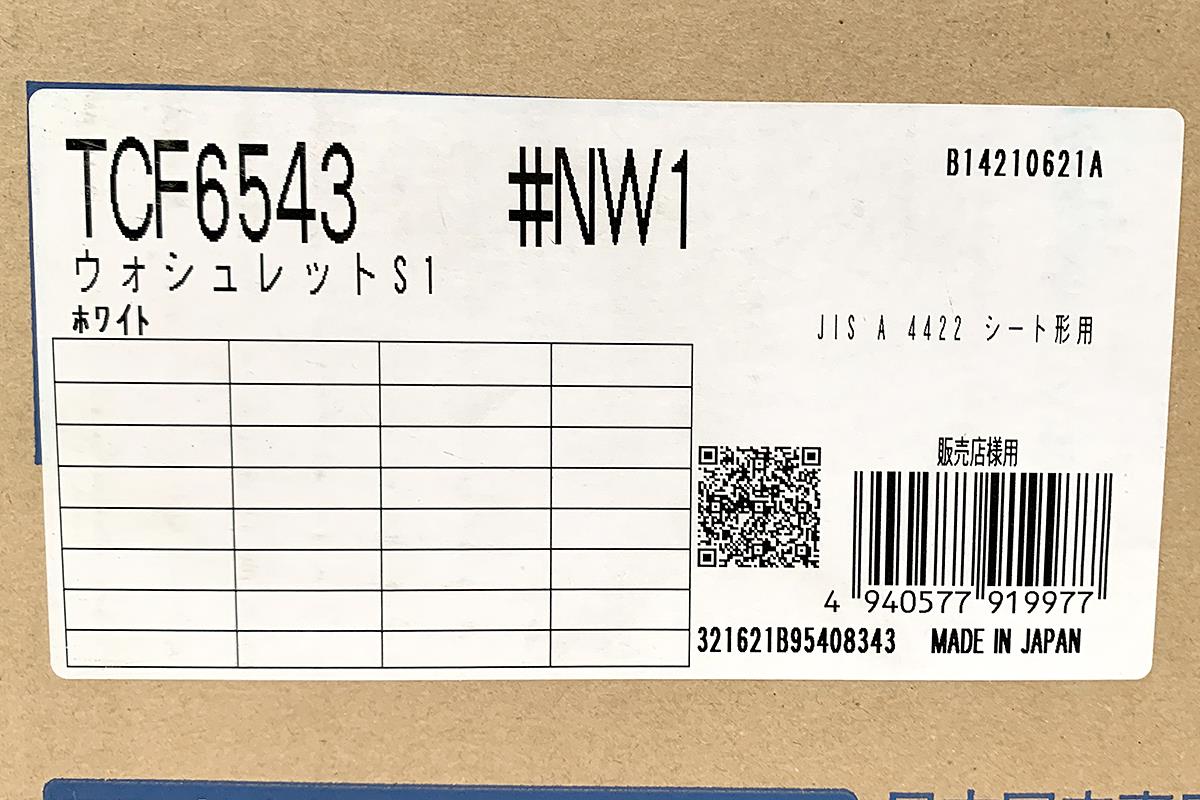 TCF6543 #NW1 B14210621A
ウォシュレットS1
ホワイト
JIS A 4422 シート形用
販売店様用
4 940577 919977
321621B95408343 MADE IN JAPAN